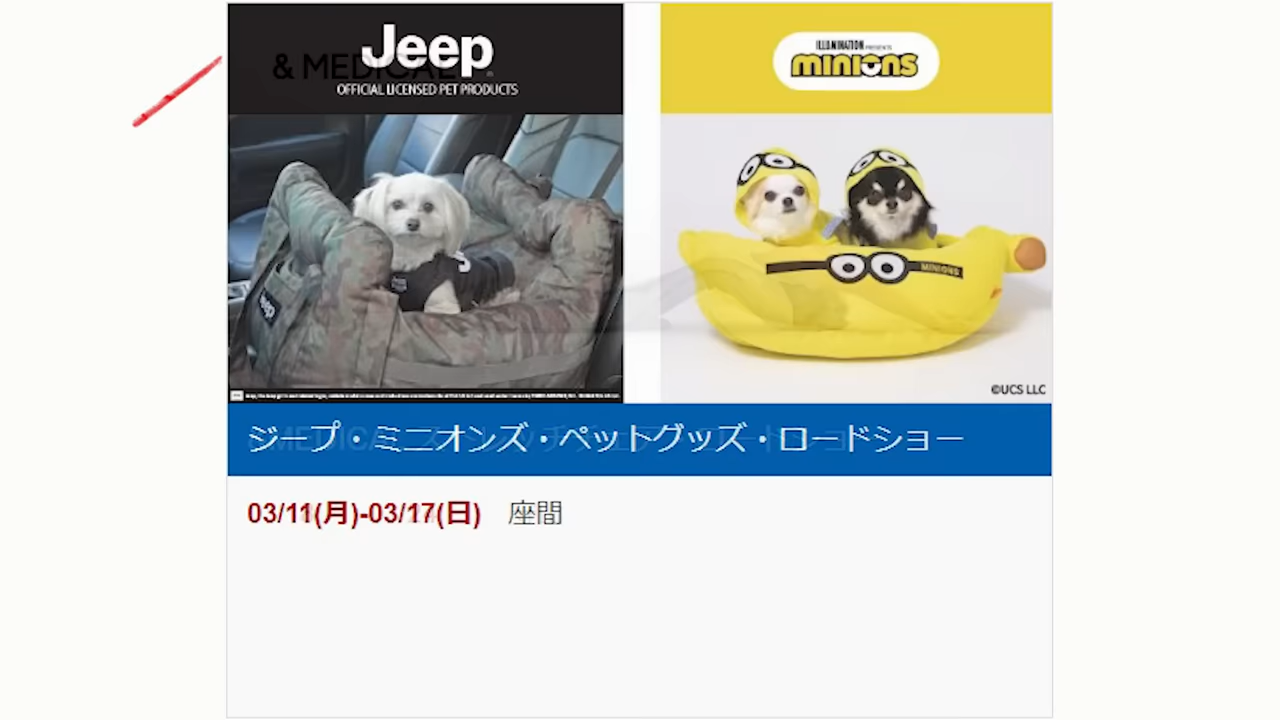 Jeep
& MEDICAL
OFFICIAL LICENSED PET PRODUCTS
ILLUMINATION PRESENTS
minions
Jeep
MINIONS
©UCS LLC
ジープ・ミニオンズ・ペットグッズ・ロードショー
03/11(月)-03/17(日) 座間